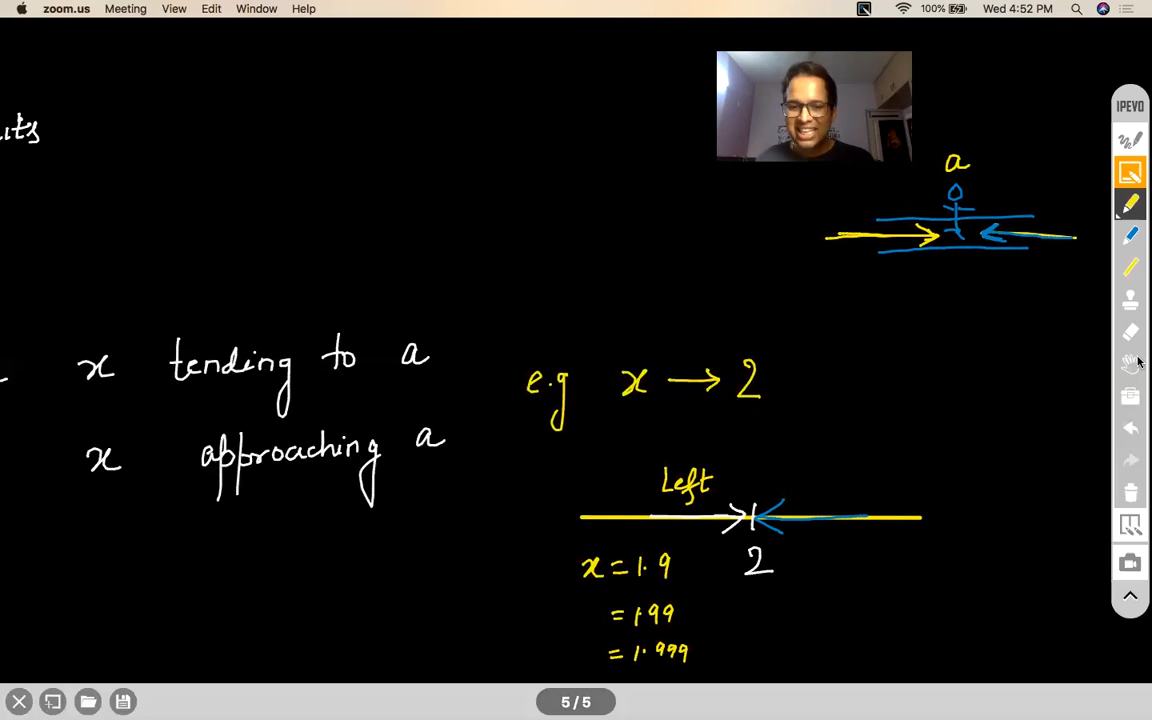 zoom.us Meeting View Edit Window Help 100% Wed 4:52 PM
IPEVO
a
x tending to a
e.g x → 2
x approaching a
Left
2
x = 1.9
= 1.99
= 1.999
5/5